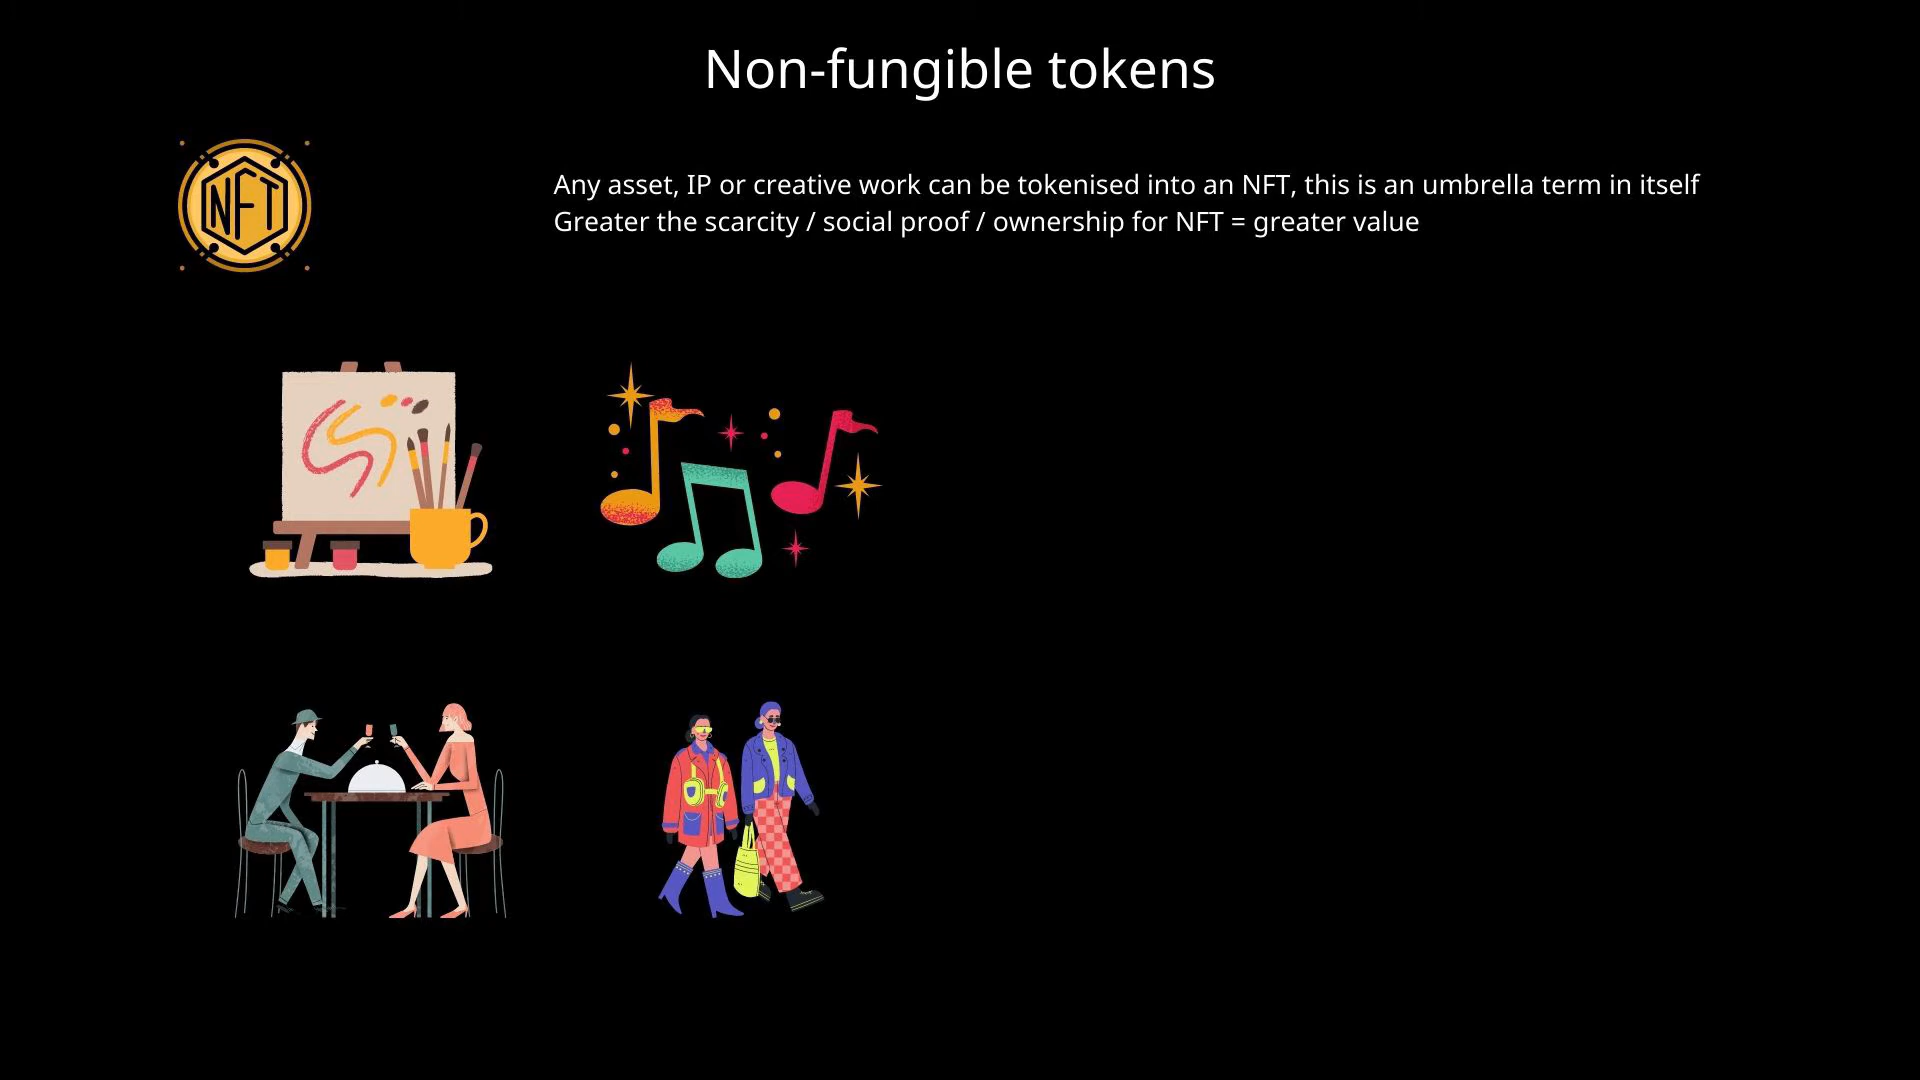 Non-fungible tokens
NFT
Any asset, IP or creative work can be tokenised into an NFT, this is an umbrella term in itself
Greater the scarcity / social proof / ownership for NFT = greater value